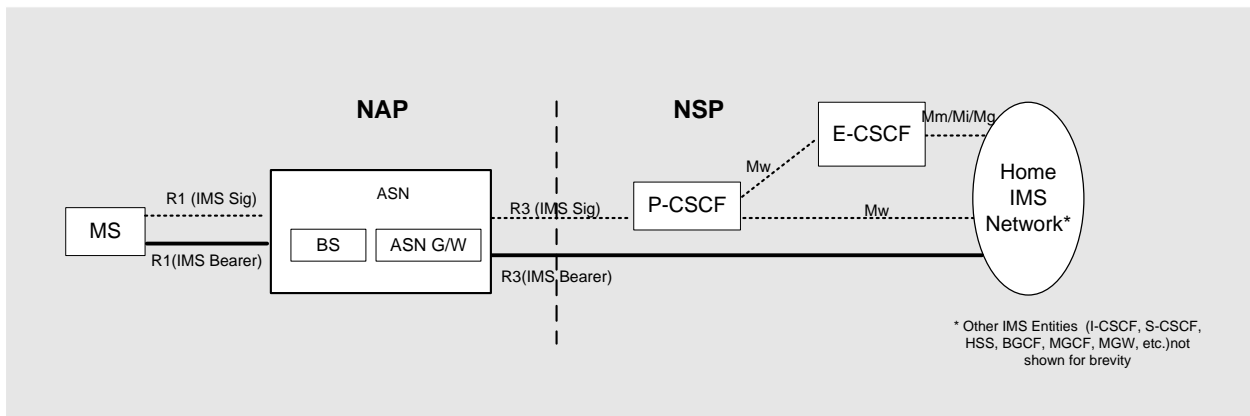 NAP
NSP
E-CSCF
Mm/Mi/Mg
Mw
Home
IMS
Network*
R1 (IMS Sig)
ASN
R3 (IMS Sig)
P-CSCF
Mw
MS
BS
ASN G/W
R1(IMS Bearer)
R3(IMS Bearer)
* Other IMS Entities (I-CSCF, S-CSCF,
HSS, BGCF, MGCF, MGW, etc.)not
shown for brevity